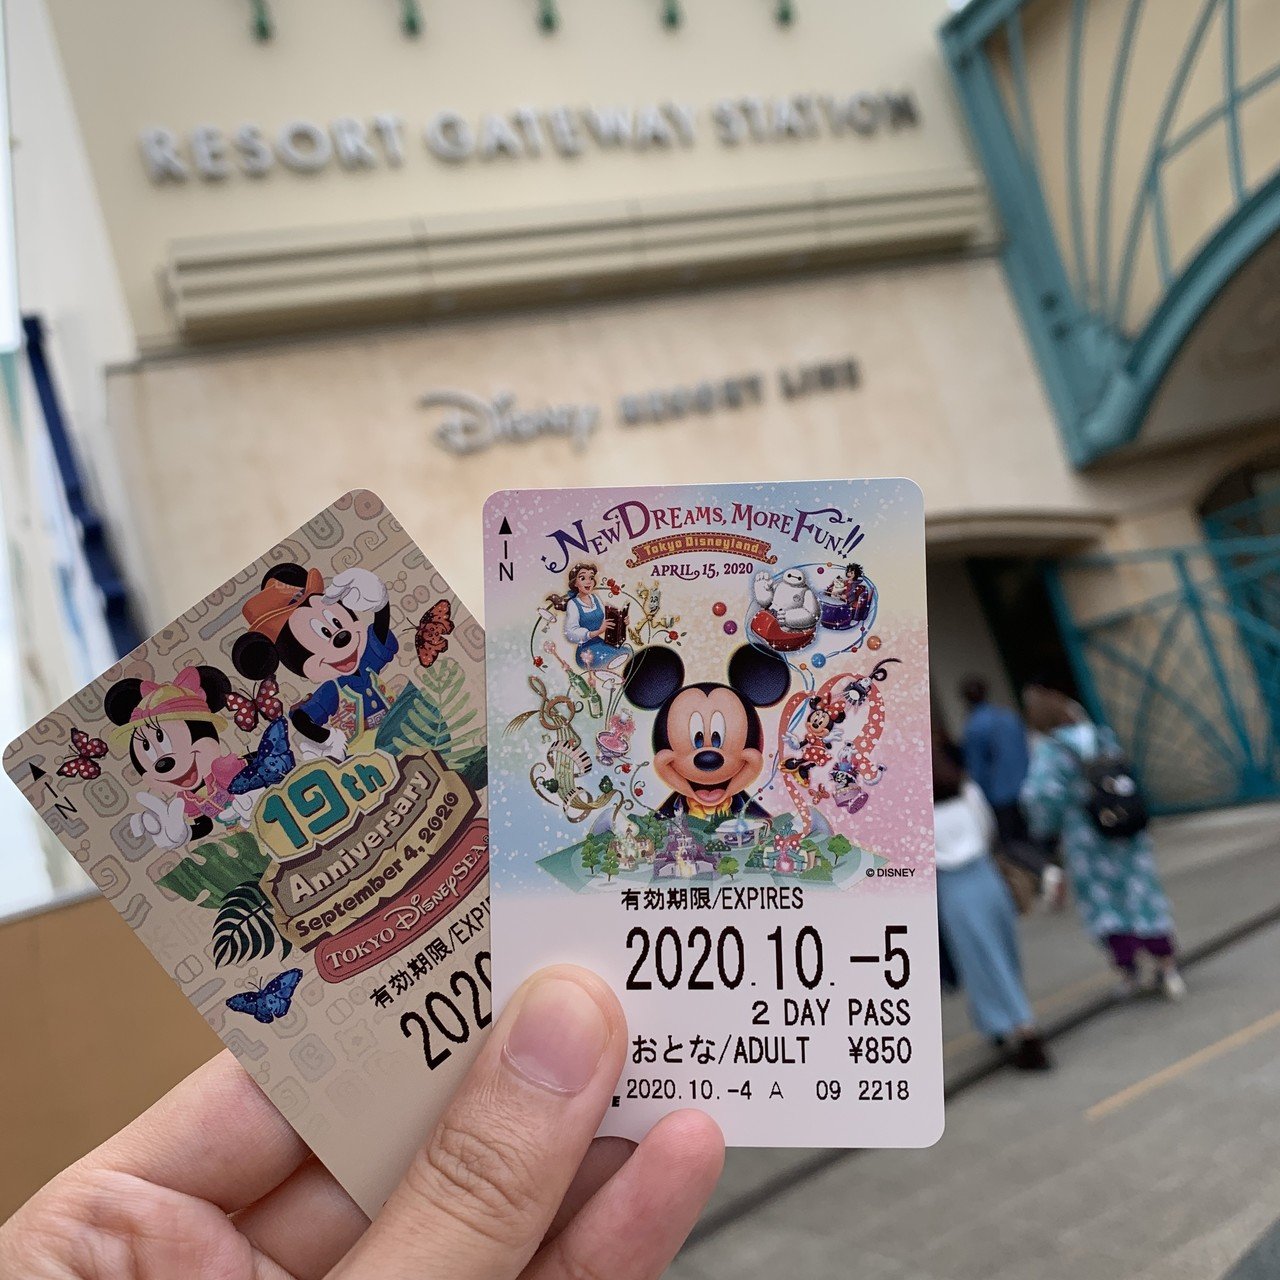 RESORT GATEWAY STATION
Disney RESORT LINE
IN
19th
Anniversary
September 4, 2020
TOKYO DISNEYSEA
有効期限/EXPI
2020
IN
NEW DREAMS, MORE FUN!!
Tokyo Disneyland
APRIL 15, 2020
© DISNEY
有効期限/EXPIRES
2020.10.-5
2 DAY PASS
おとな/ADULT ¥850
2020.10.-4 A 09 2218